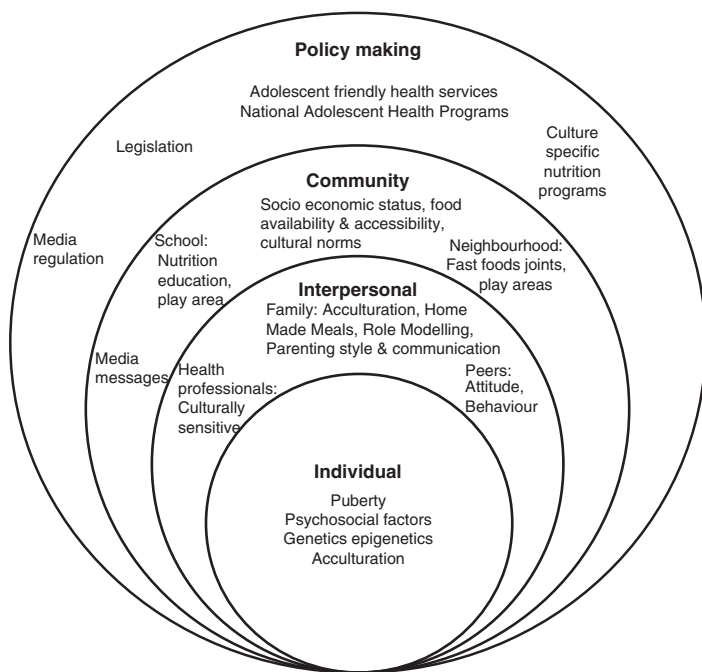 Policy making
Adolescent friendly health services
National Adolescent Health Programs
Legislation
Culture
specific
nutrition
programs
Media
regulation
Community
Socio economic status, food
availability & accessibility,
cultural norms
School:
Nutrition
education,
play area
Neighbourhood:
Fast foods joints,
play areas
Media
messages
Interpersonal
Family: Acculturation, Home
Made Meals, Role Modelling,
Parenting style & communication
Health
professionals:
Culturally
sensitive
Peers:
Attitude,
Behaviour
Individual
Puberty
Psychosocial factors
Genetics epigenetics
Acculturation